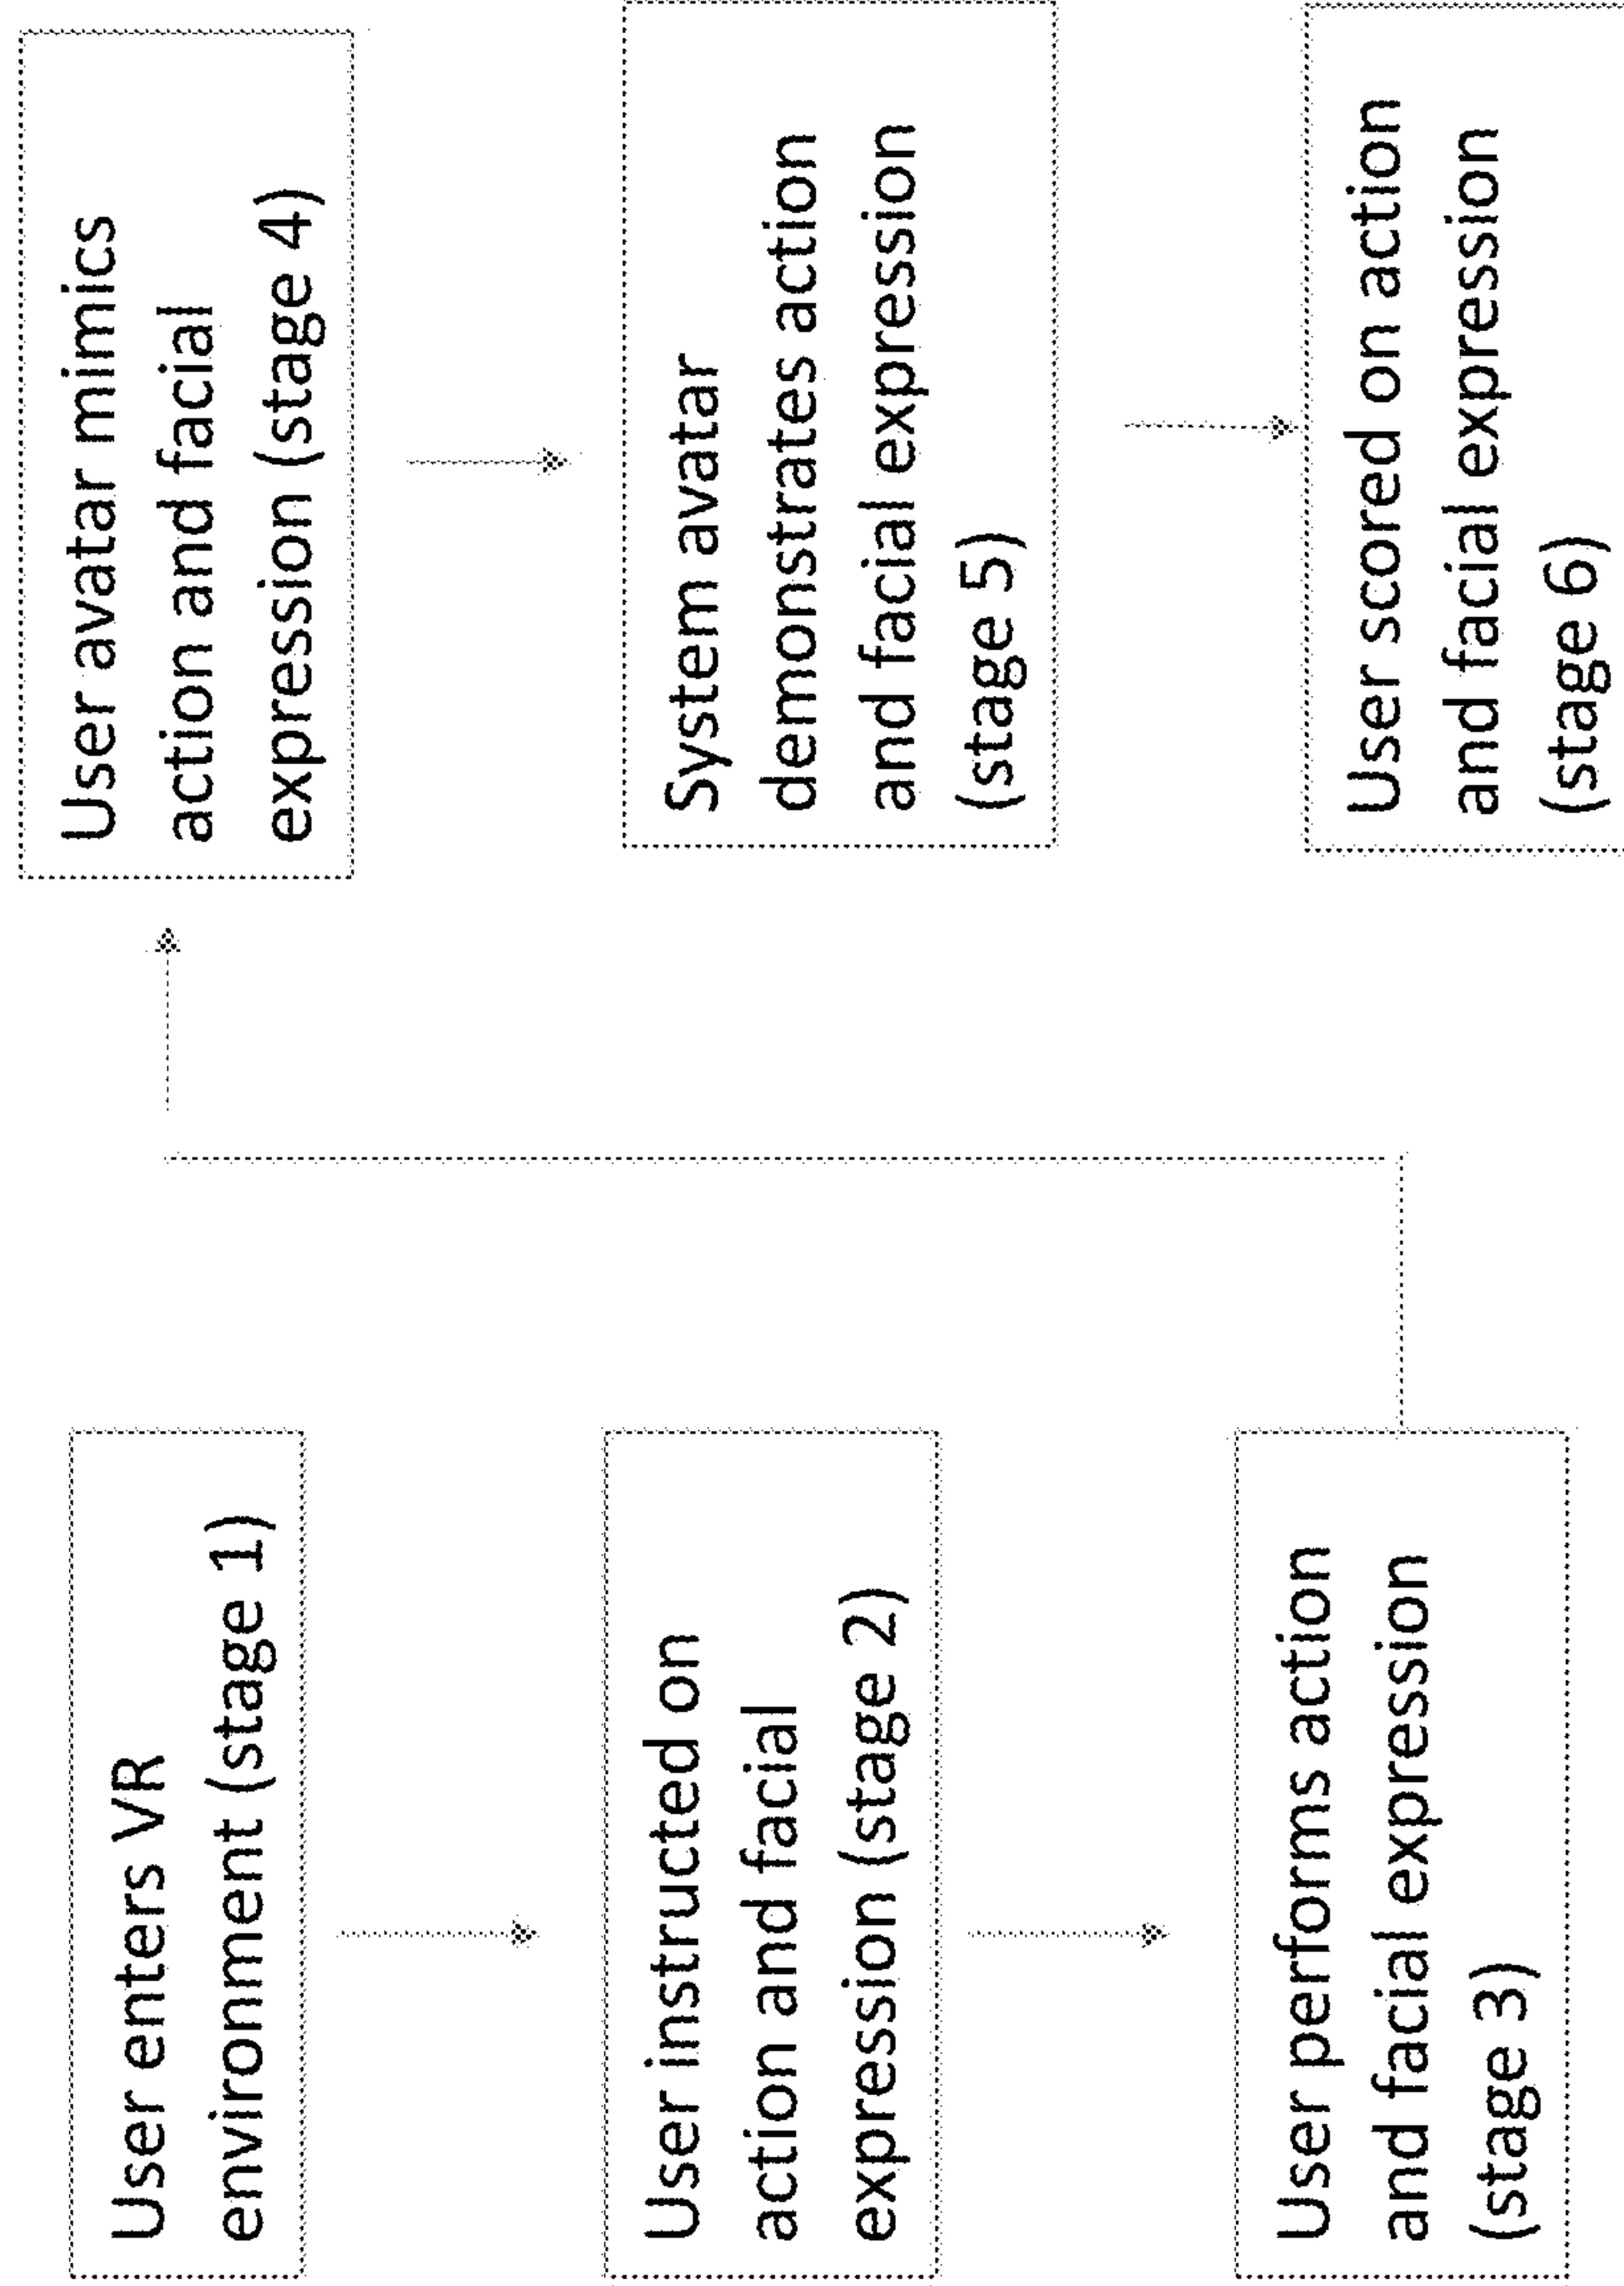 User enters VR
environment (stage 1)
User instructed on
action and facial
expression (stage 2)
User performs action
and facial expression
(stage 3)
User avatar mimics
action and facial
expression (stage 4)
System avatar
demonstrates action
and facial expression
(stage 5)
User scored on action
and facial expression
(stage 6)